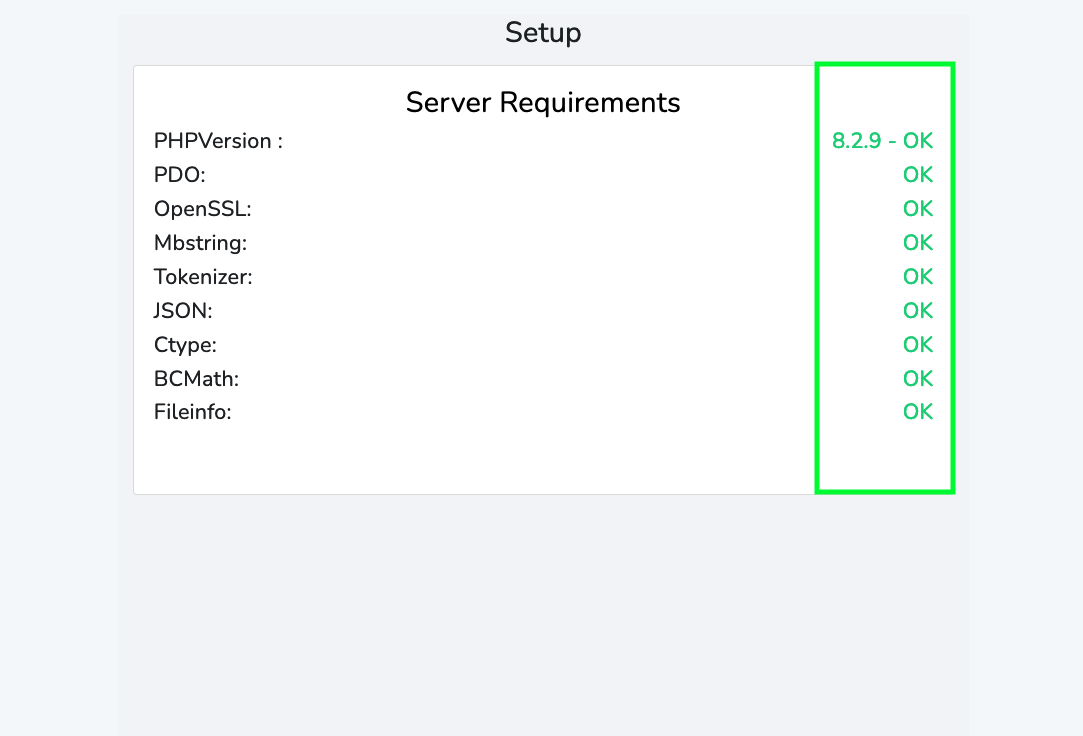 Setup
Server Requirements
PHPVersion : 8.2.9 - OK
PDO: OK
OpenSSL: OK
Mbstring: OK
Tokenizer: OK
JSON: OK
Ctype: OK
BCMath: OK
Fileinfo: OK